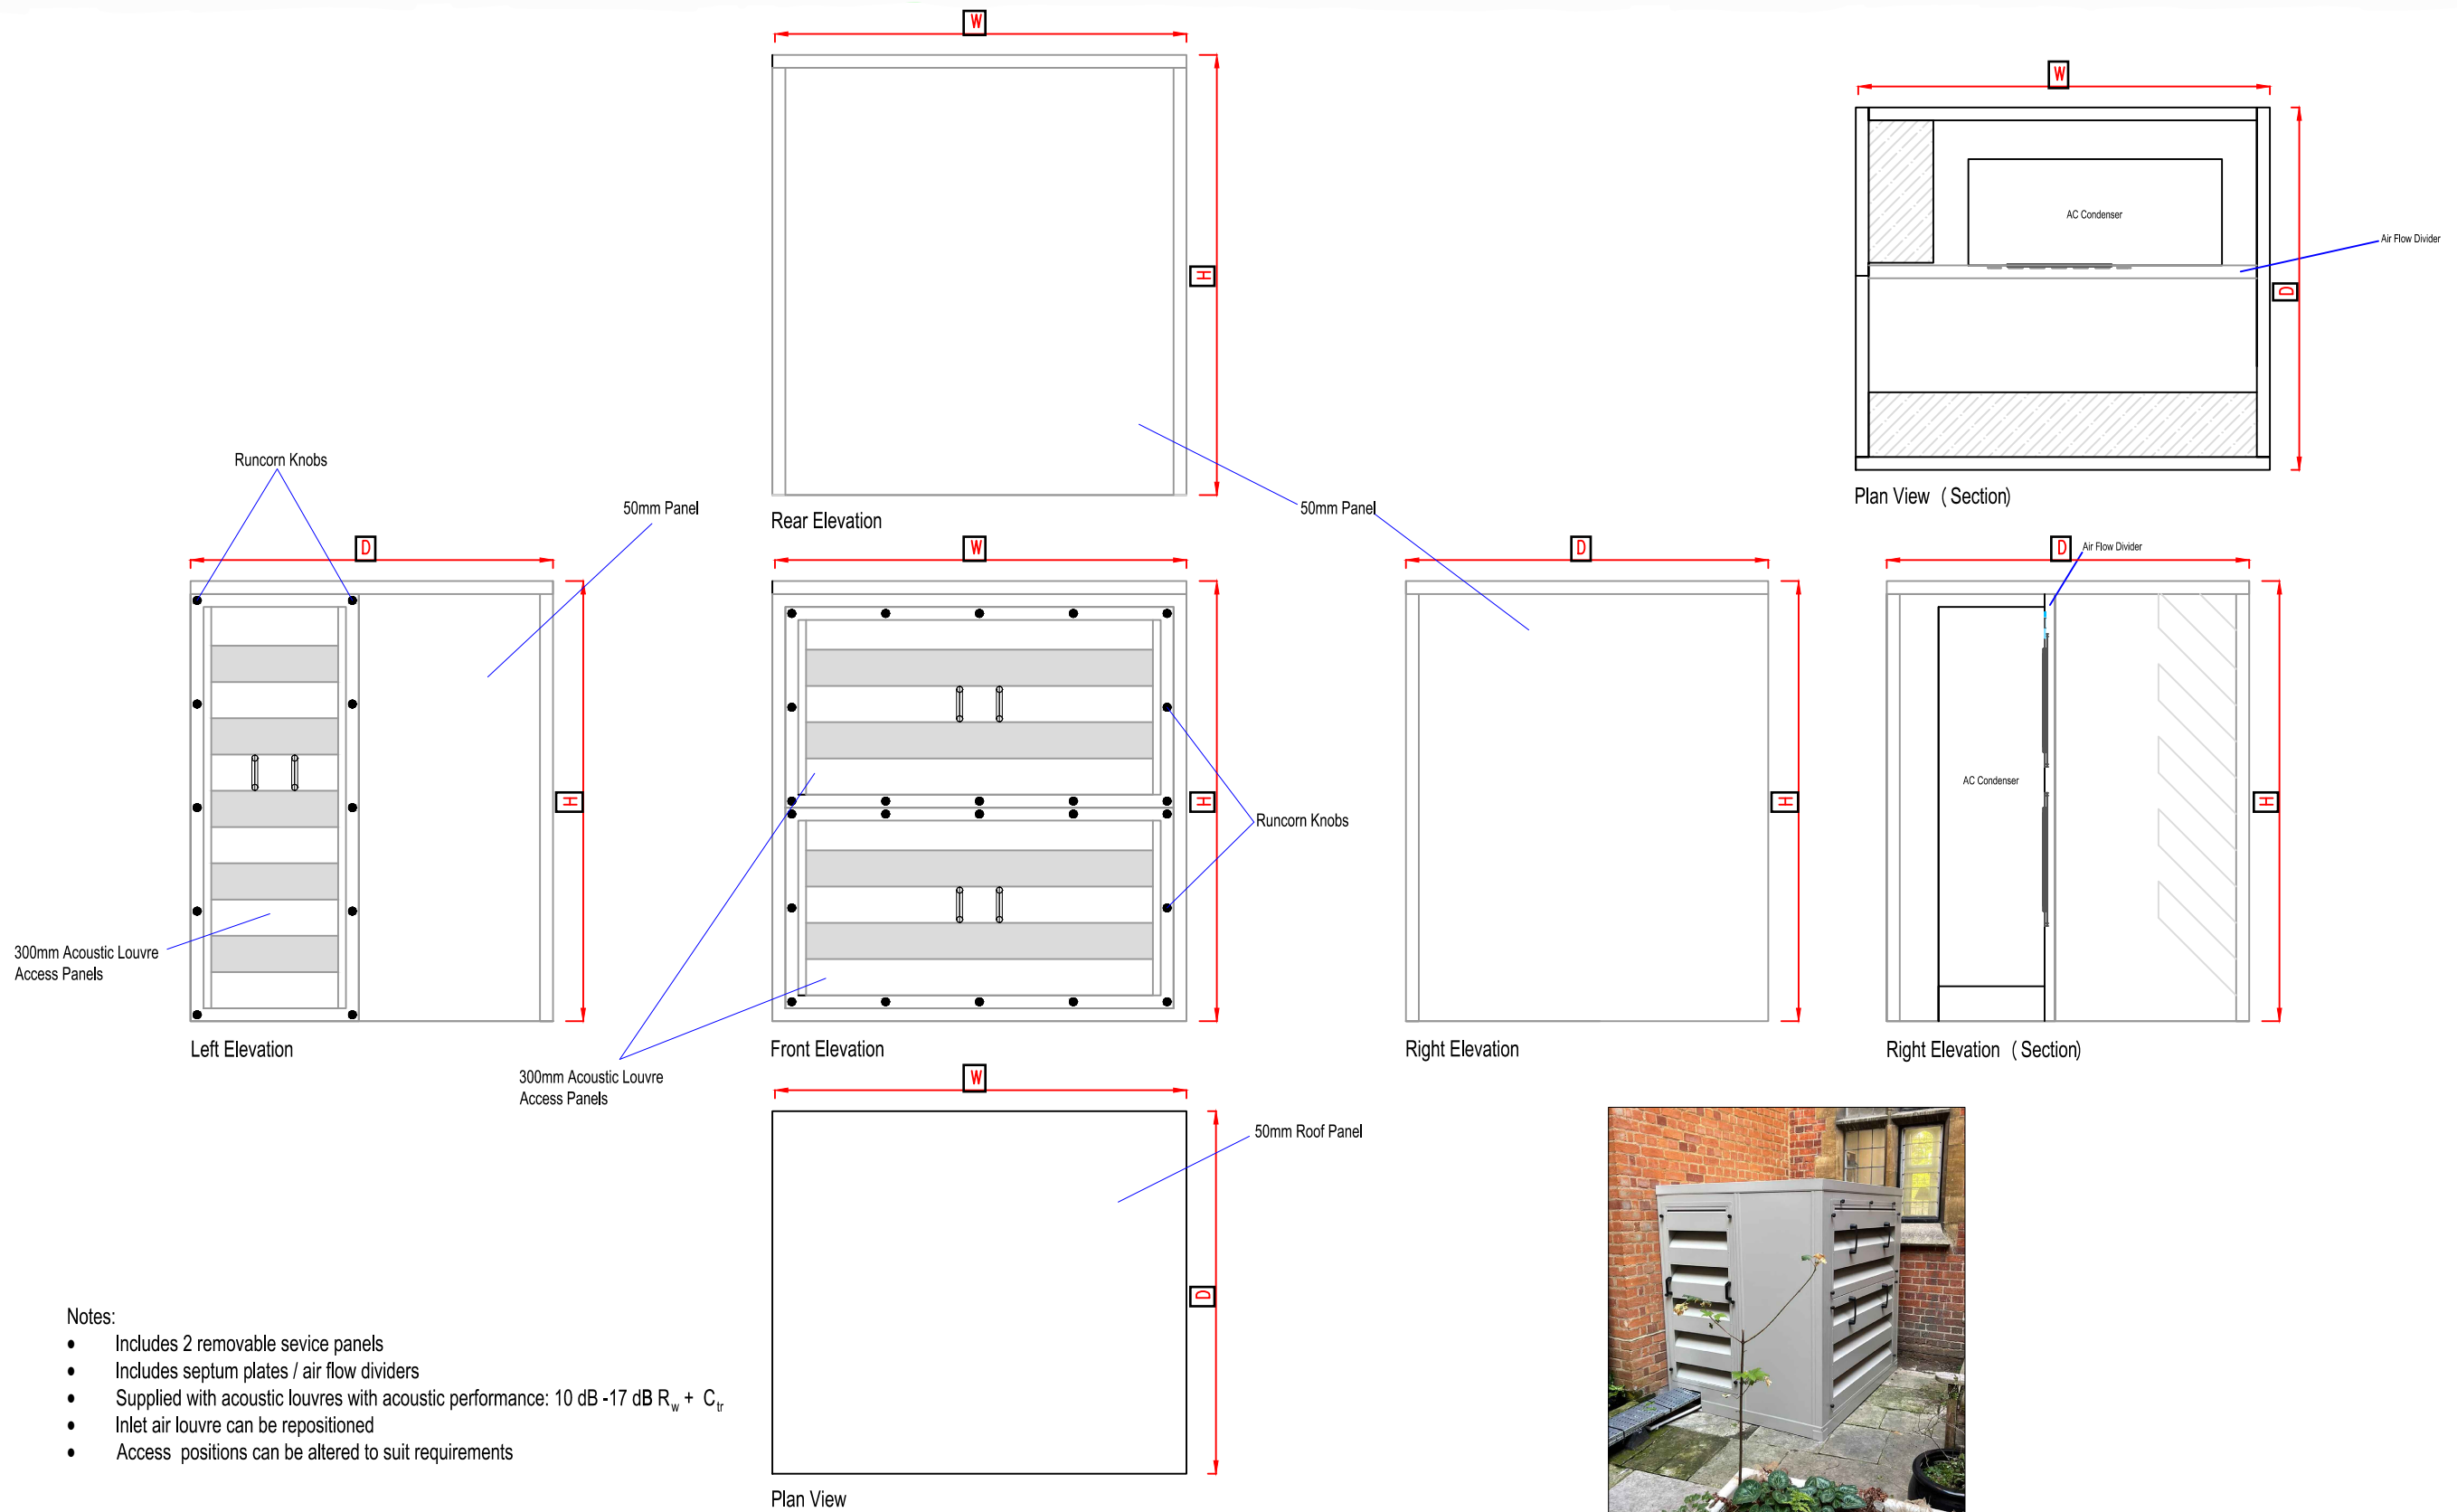 W
H
Rear Elevation
50mm Panel
W
AC Condenser
Air Flow Divider
D
Plan View (Section)
Runcorn Knobs
50mm Panel
D
H
300mm Acoustic Louvre
Access Panels
Left Elevation
W
H
Runcorn Knobs
Front Elevation
300mm Acoustic Louvre
Access Panels
D
H
Right Elevation
D
Air Flow Divider
AC Condenser
H
Right Elevation (Section)
W
50mm Roof Panel
D
Plan View
Notes:
• Includes 2 removable sevice panels
• Includes septum plates / air flow dividers
• Supplied with acoustic louvres with acoustic performance: 10 dB -17 dB Rw + Ctr
• Inlet air louvre can be repositioned
• Access positions can be altered to suit requirements